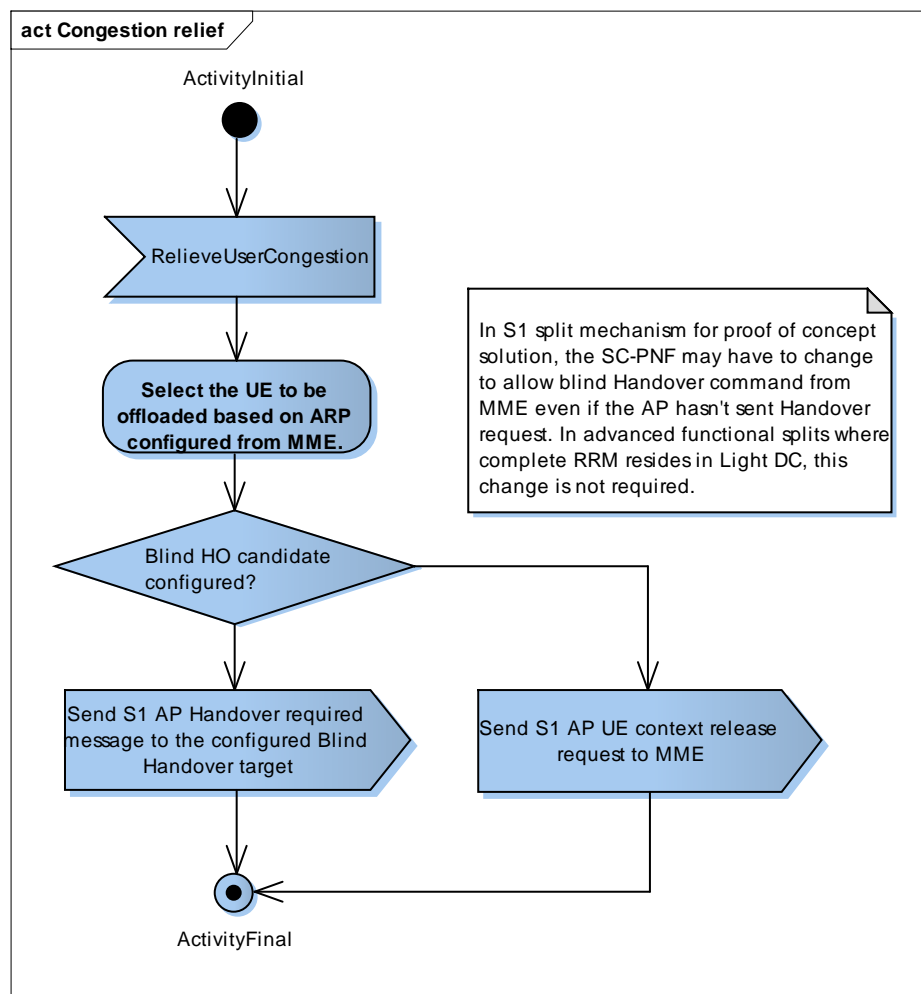 act Congestion relief
ActivityInitial
RelieveUserCongestion
In S1 split mechanism for proof of concept
solution, the SC-PNF may have to change
to allow blind Handover command from
MME even if the AP hasn't sent Handover
request. In advanced functional splits where
complete RRM resides in Light DC, this
change is not required.
Select the UE to be
offloaded based on ARP
configured from MME.
Blind HO candidate
configured?
Send S1 AP Handover required
message to the configured Blind
Handover target
Send S1 AP UE context release
request to MME
ActivityFinal